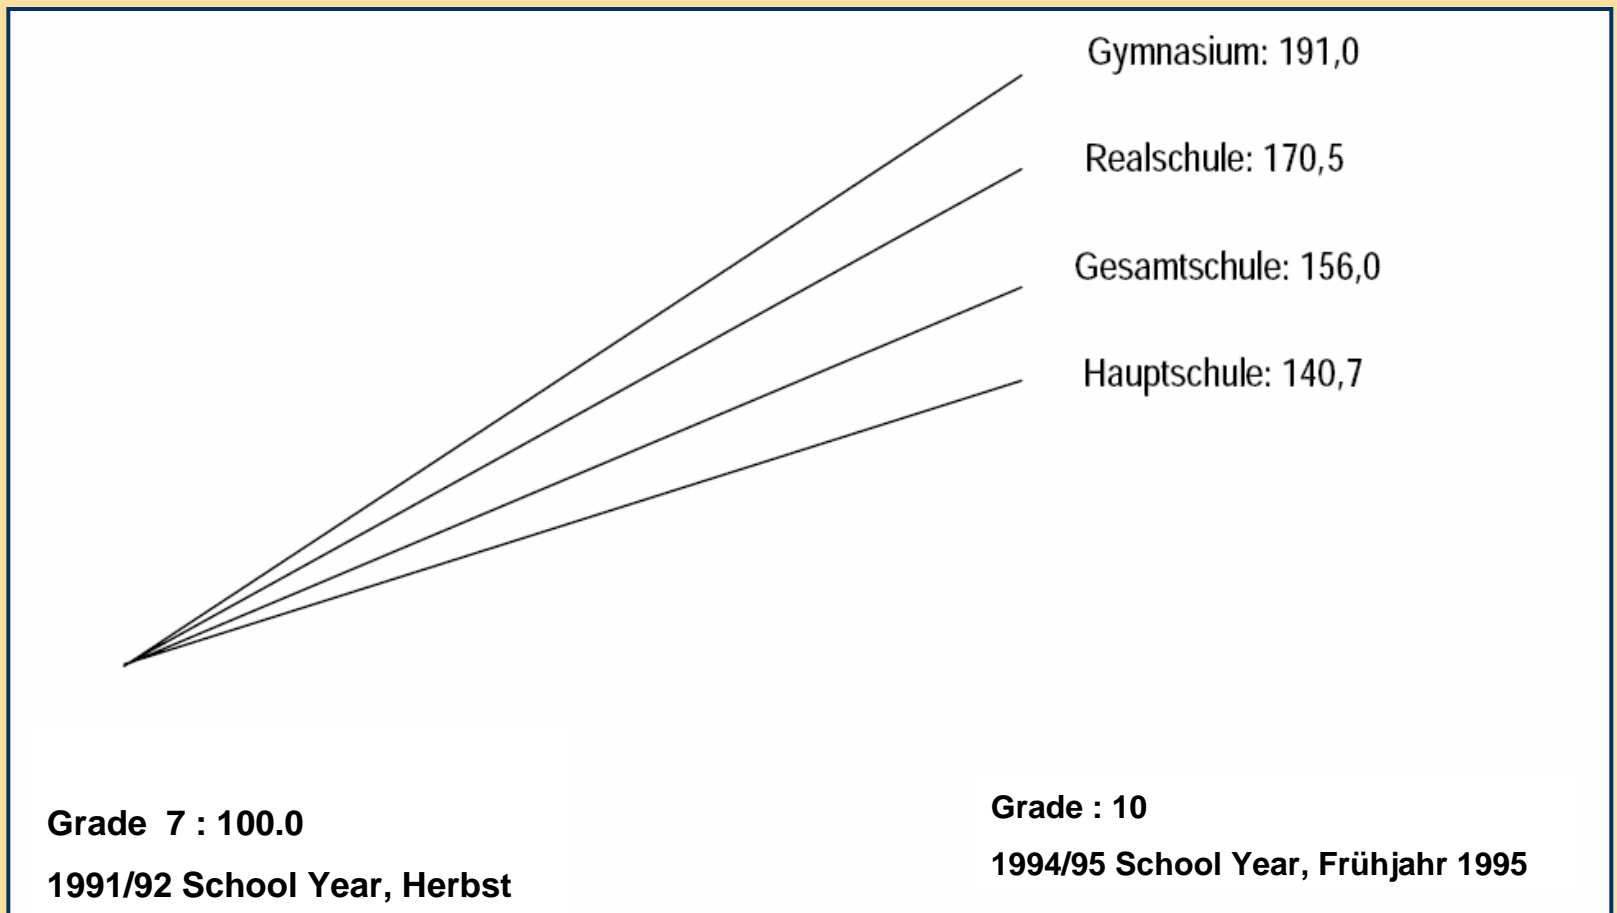 Gymnasium: 191,0
Realschule: 170,5
Gesamtschule: 156,0
Hauptschule: 140,7
Grade 7 : 100.0
1991/92 School Year, Herbst
Grade : 10
1994/95 School Year, Frühjahr 1995